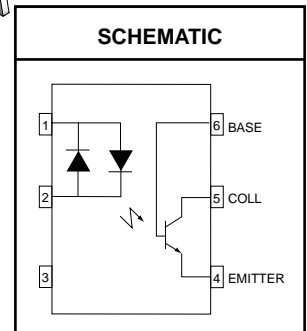 SCHEMATIC
1
6 BASE
2
5 COLL
3
4 EMITTER